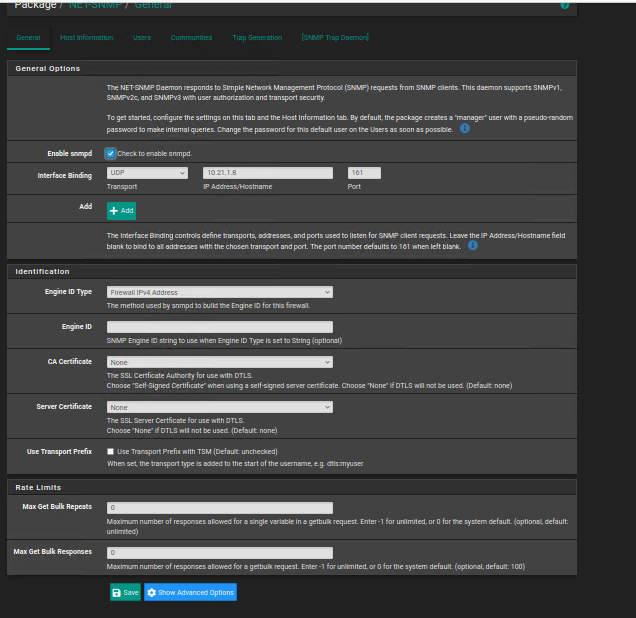 Package / NET-SNMP / General
General Host Information Users Communities Trap Generation [SNMP Trap Daemon]
General Options
The NET-SNMP Daemon responds to Simple Network Management Protocol (SNMP) requests from SNMP clients. This daemon supports SNMPv1,
SNMPv2c, and SNMPv3 with user authorization and transport security.
To get started, configure the settings on this tab and the Host Information tab. By default, the package creates a "manager" user with a pseudo-random
password to make internal queries. Change the password for this default user on the Users as soon as possible.
Enable snmpd Check to enable snmpd.
Interface Binding UDP 10.21.1.8 161
Transport IP Address/Hostname Port
Add + Add
The Interface Binding controls define transports, addresses, and ports used to listen for SNMP client requests. Leave the IP Address/Hostname field
blank to bind to all addresses with the chosen transport and port. The port number defaults to 161 when left blank.
Identification
Engine ID Type Firewall IPv4 Address
The method used by snmpd to build the Engine ID for this firewall.
Engine ID
SNMP Engine ID string to use when Engine ID Type is set to String (optional)
CA Certificate None
The SSL Certficate Authority for use with DTLS.
Choose "Self-Signed Certificate" when using a self-signed server certificate. Choose "None" if DTLS will not be used. (Default: none)
Server Certificate None
The SSL Server Certficate for use with DTLS.
Choose "None" if DTLS will not be used. (Default: none)
Use Transport Prefix Use Transport Prefix with TSM (Default: unchecked)
When set, the transport type is added to the start of the username, e.g. dtls:myuser
Rate Limits
Max Get Bulk Repeats 0
Maximum number of responses allowed for a single variable in a getbulk request. Enter -1 for unlimited, or 0 for the system default. (optional, default:
unlimited)
Max Get Bulk Responses 0
Maximum number of responses allowed for a getbulk request. Enter -1 for unlimited, or 0 for the system default. (optional, default: 100)
Save Show Advanced Options